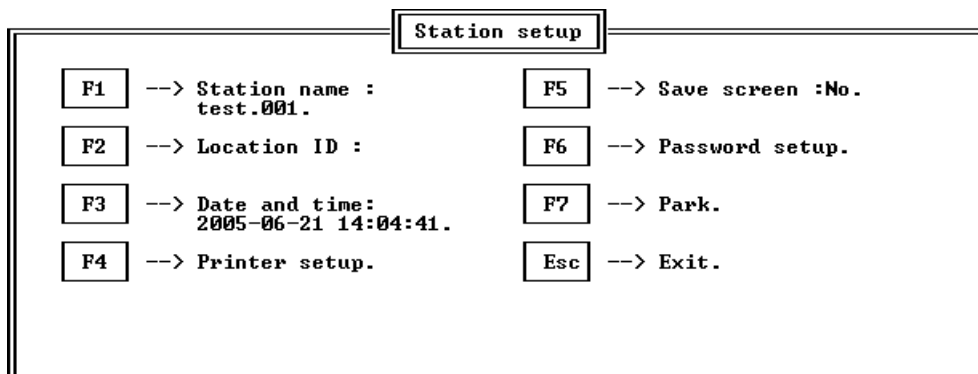 Station setup
F1 --> Station name :
test.001.
F2 --> Location ID :
F3 --> Date and time:
2005-06-21 14:04:41.
F4 --> Printer setup.
F5 --> Save screen :No.
F6 --> Password setup.
F7 --> Park.
Esc --> Exit.